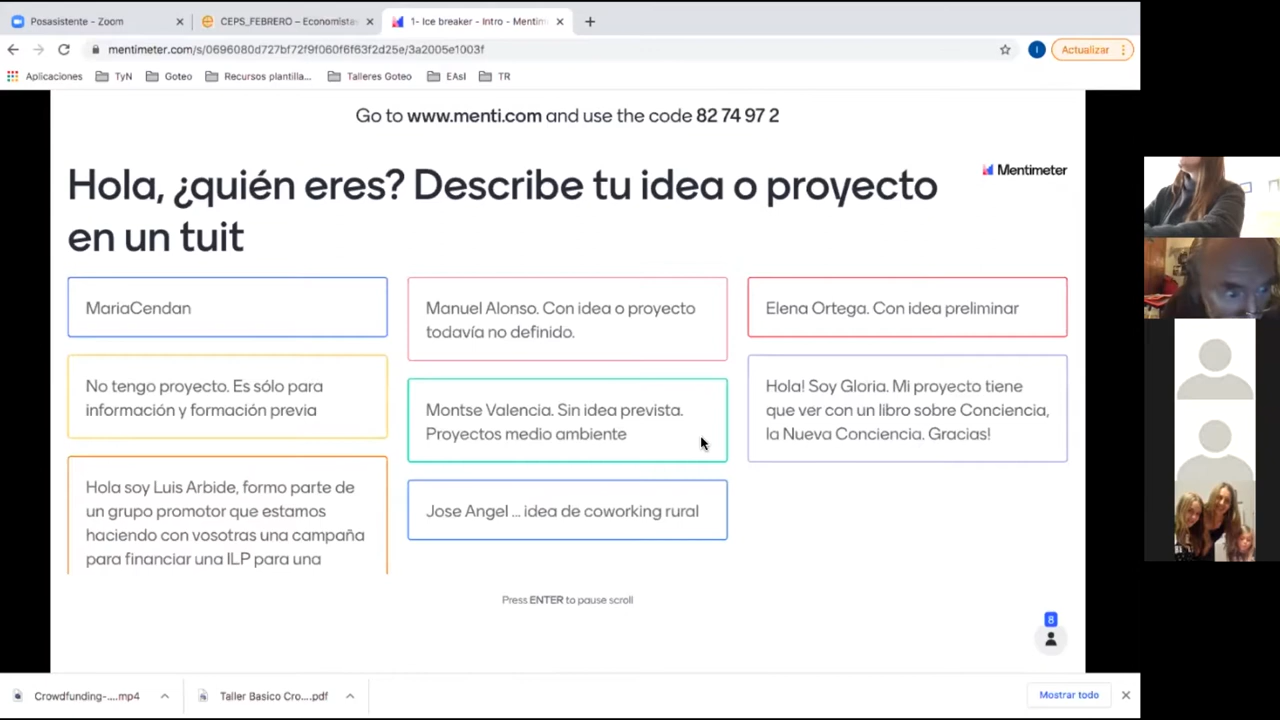 Posasistente - Zoom
CEPS_FEBRERO – Economistas
1- Ice breaker - Intro - Mentim
mentimeter.com/s/0696080d727bf72f9f060f6f63f2d25e/3a2005e1003f
I
Actualizar
Aplicaciones
TyN
Goteo
Recursos plantilla...
Talleres Goteo
EAsI
TR
Go to www.menti.com and use the code 82 74 97 2
Hola, ¿quién eres? Describe tu idea o proyecto
en un tuit
Mentimeter
MariaCendan
No tengo proyecto. Es sólo para
información y formación previa
Hola soy Luis Arbide, formo parte de
un grupo promotor que estamos
haciendo con vosotras una campaña
para financiar una ILP para una
Manuel Alonso. Con idea o proyecto
todavía no definido.
Montse Valencia. Sin idea prevista.
Proyectos medio ambiente
Jose Angel ... idea de coworking rural
Elena Ortega. Con idea preliminar
Hola! Soy Gloria. Mi proyecto tiene
que ver con un libro sobre Conciencia,
la Nueva Conciencia. Gracias!
Press ENTER to pause scroll
8
Crowdfunding-....mp4
Taller Basico Cro....pdf
Mostrar todo